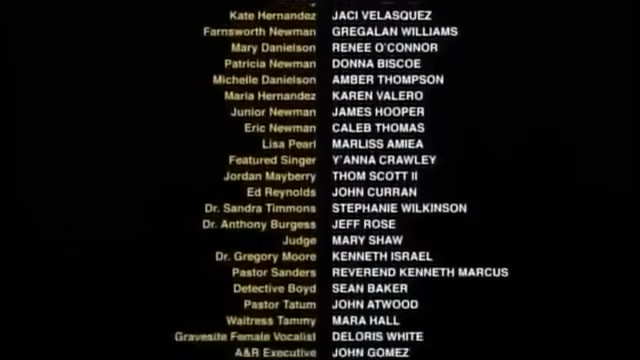 Kate Hernandez JACI VELASQUEZ
Farnsworth Newman GREGALAN WILLIAMS
Mary Danielson RENEE O'CONNOR
Patricia Newman DONNA BISCOE
Michelle Danielson AMBER THOMPSON
Maria Hernandez KAREN VALERO
Junior Newman JAMES HOOPER
Eric Newman CALEB THOMAS
Lisa Pearl MARLISS AMIEA
Featured Singer Y'ANNA CRAWLEY
Jordan Mayberry THOM SCOTT II
Ed Reynolds JOHN CURRAN
Dr. Sandra Timmons STEPHANIE WILKINSON
Dr. Anthony Burgess JEFF ROSE
Judge MARY SHAW
Dr. Gregory Moore KENNETH ISRAEL
Pastor Sanders REVEREND KENNETH MARCUS
Detective Boyd SEAN BAKER
Pastor Tatum JOHN ATWOOD
Waitress Tammy MARA HALL
Gravesite Female Vocalist DELORIS WHITE
A&R Executive JOHN GOMEZ